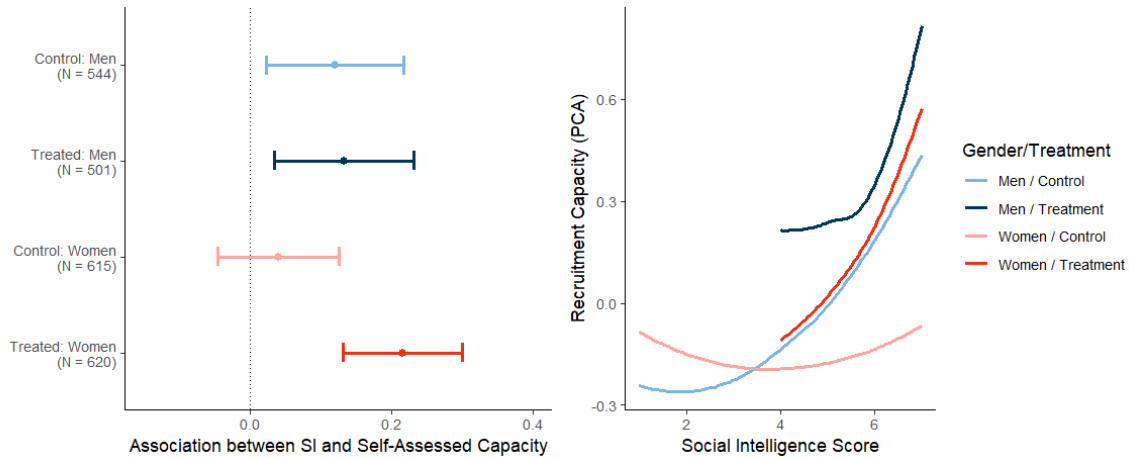 Control: Men
(N = 544)
Treated: Men
(N = 501)
Control: Women
(N = 615)
Treated: Women
(N = 620)
0.0
0.2
0.4
Association between SI and Self-Assessed Capacity
Recruitment Capacity (PCA)
0.6
0.3
0.0
-0.3
2
4
6
Social Intelligence Score
Gender/Treatment
Men / Control
Men / Treatment
Women / Control
Women / Treatment